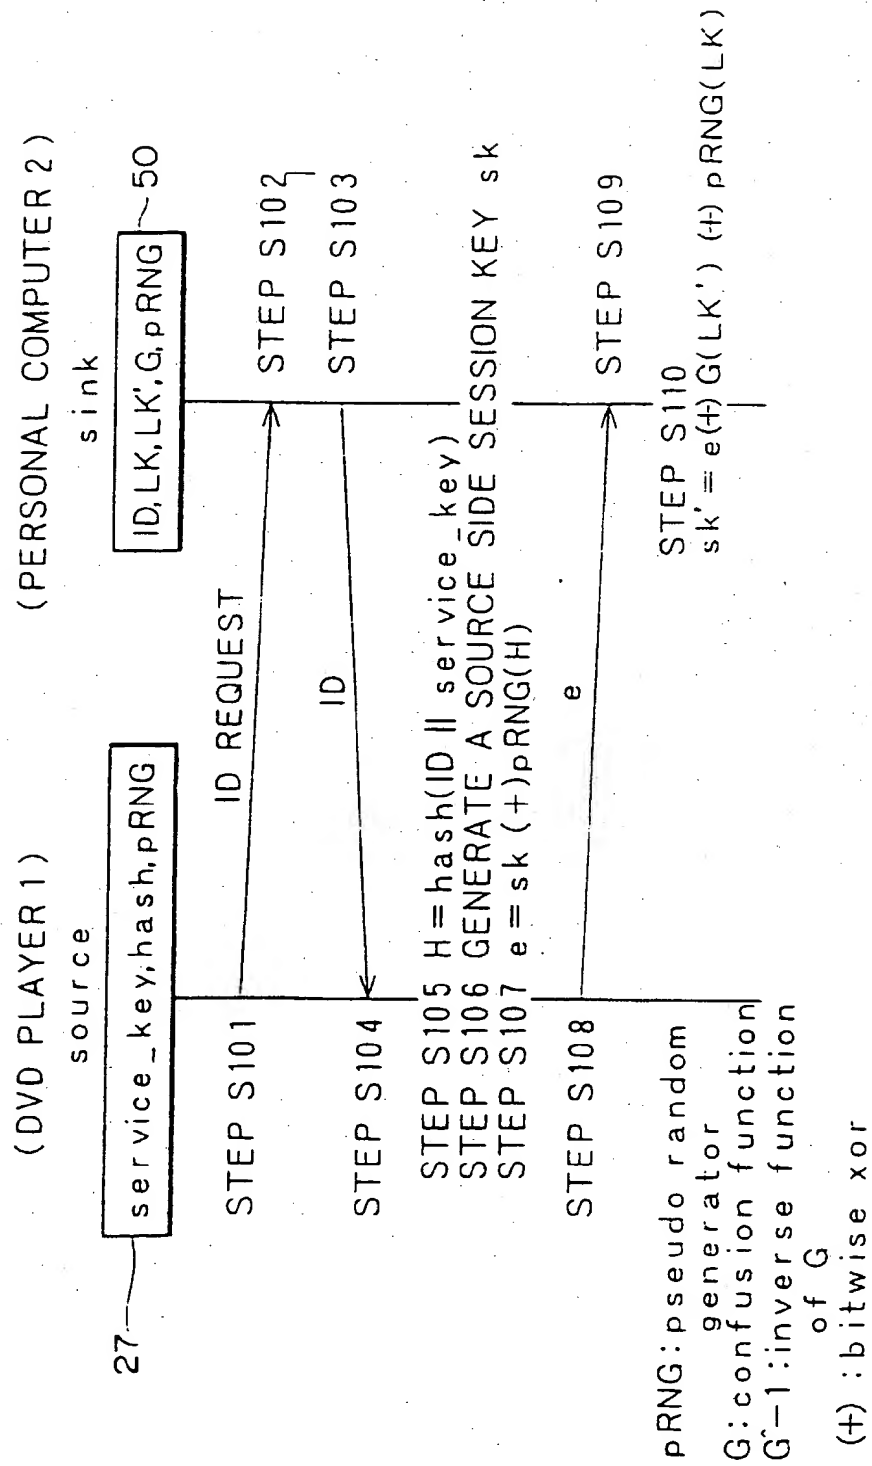 (DVD PLAYER 1)
source
27
service_key,hash,pRNG
(PERSONAL COMPUTER 2)
sink
ID,LK,LK',G,pRNG
50
STEP S101
ID REQUEST
STEP S102
STEP S103
ID
STEP S104
STEP S105 H=hash(ID || service_key)
STEP S106 GENERATE A SOURCE SIDE SESSION KEY sk
STEP S107 e=sk (+)pRNG(H)
STEP S108
e
STEP S109
STEP S110
sk'=e(+)G(LK') (+) pRNG(LK)
pRNG:pseudo random
generator
G:confusion function
G^-1:inverse function
of G
(+) :bitwise xor